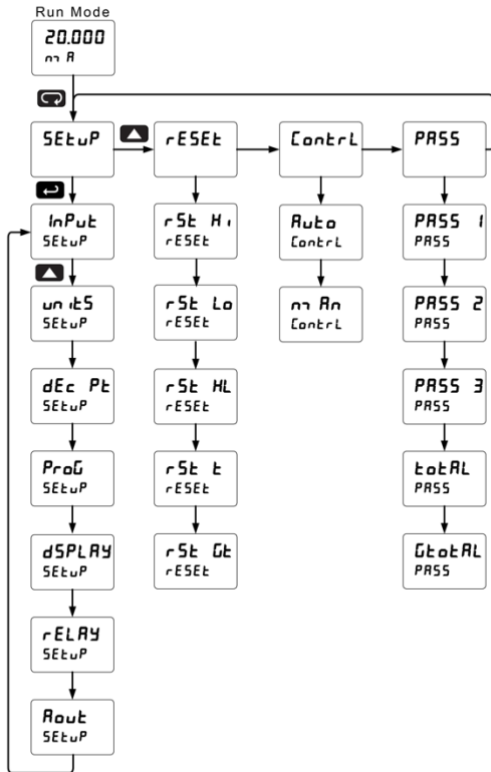 Run Mode
20.000
mA
SEtuP
rESEt
ContrL
PASS
InPut
SEtuP
rSt Hi
rESEt
Auto
ContrL
PASS 1
PASS
unitS
SEtuP
rSt Lo
rESEt
mAn
ContrL
PASS 2
PASS
dEc Pt
SEtuP
rSt HL
rESEt
PASS 3
PASS
ProG
SEtuP
rSt t
rESEt
totAL
PASS
dSPLAY
SEtuP
rSt Gt
rESEt
GtotAL
PASS
rELAY
SEtuP
Aout
SEtuP